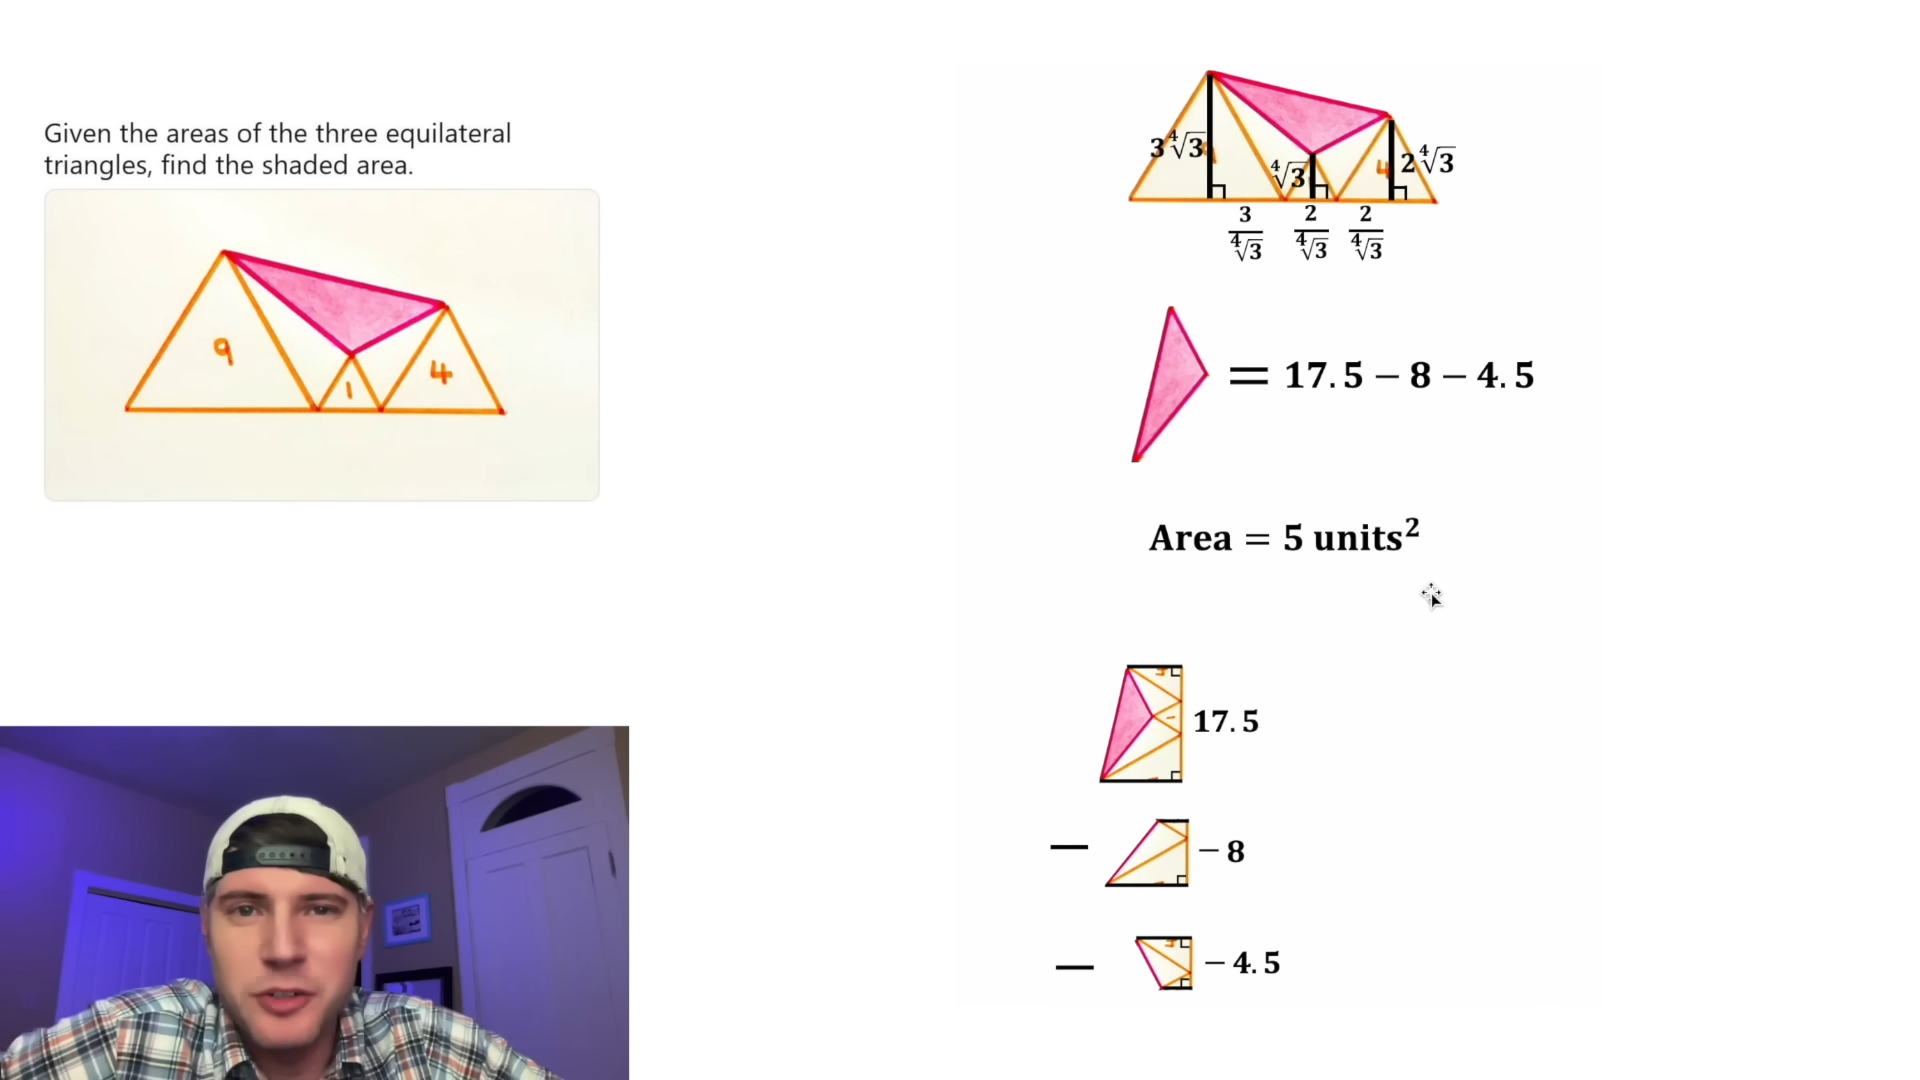 Given the areas of the three equilateral
triangles, find the shaded area.
9
1
4
3∜3
9
∜3
4
2∜3
3/∜3
2/∜3
2/∜3
= 17.5 − 8 − 4.5
Area = 5 units²
17.5
− − 8
− − 4.5